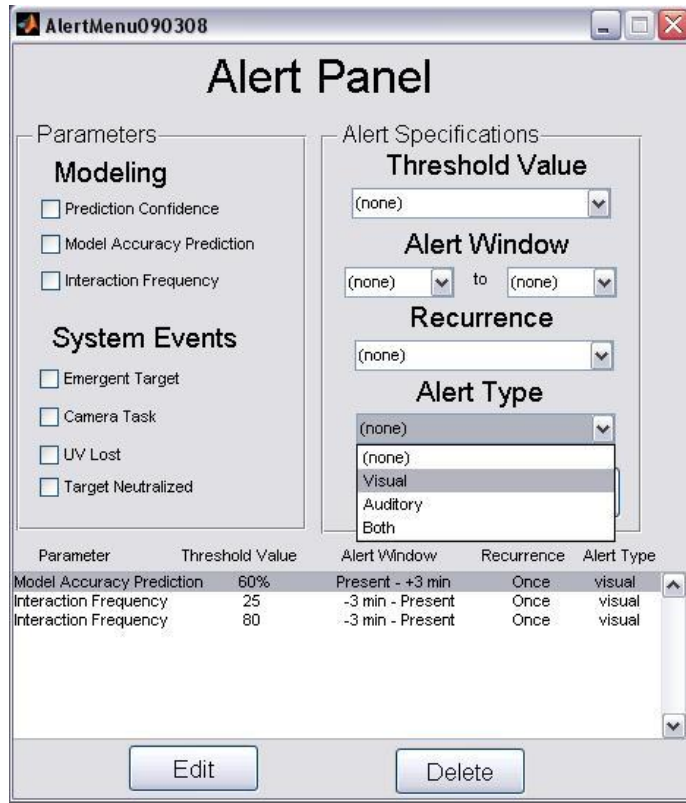 AlertMenu090308
Alert Panel
Parameters
Modeling
Prediction Confidence
Model Accuracy Prediction
Interaction Frequency
System Events
Emergent Target
Camera Task
UV Lost
Target Neutralized
Alert Specifications
Threshold Value
(none)
Alert Window
(none) to (none)
Recurrence
(none)
Alert Type
(none)
(none)
Visual
Auditory
Both
Parameter Threshold Value Alert Window Recurrence Alert Type
Model Accuracy Prediction 60% Present - +3 min Once visual
Interaction Frequency 25 -3 min - Present Once visual
Interaction Frequency 80 -3 min - Present Once visual
Edit Delete